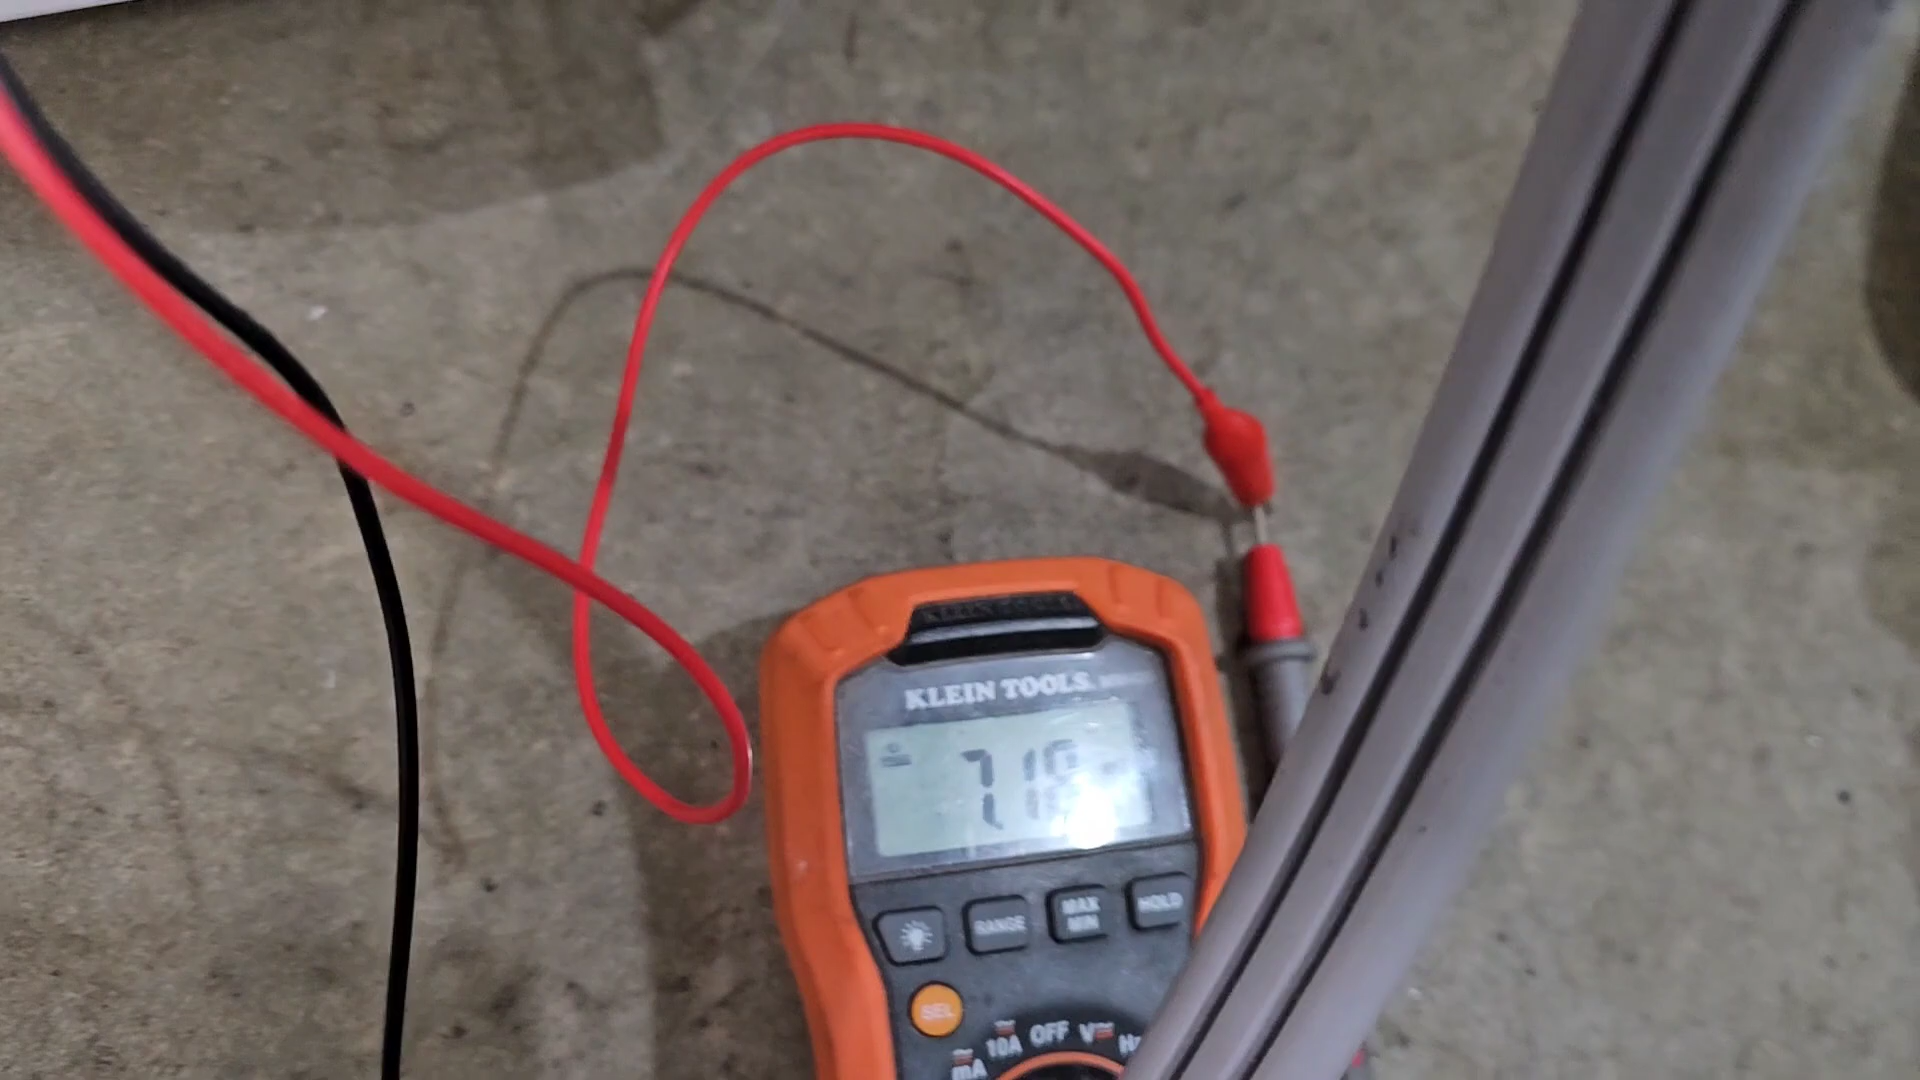 KLEIN TOOLS
RANGE
MAX
MIN
HOLD
SEL
mA
10A
OFF
V